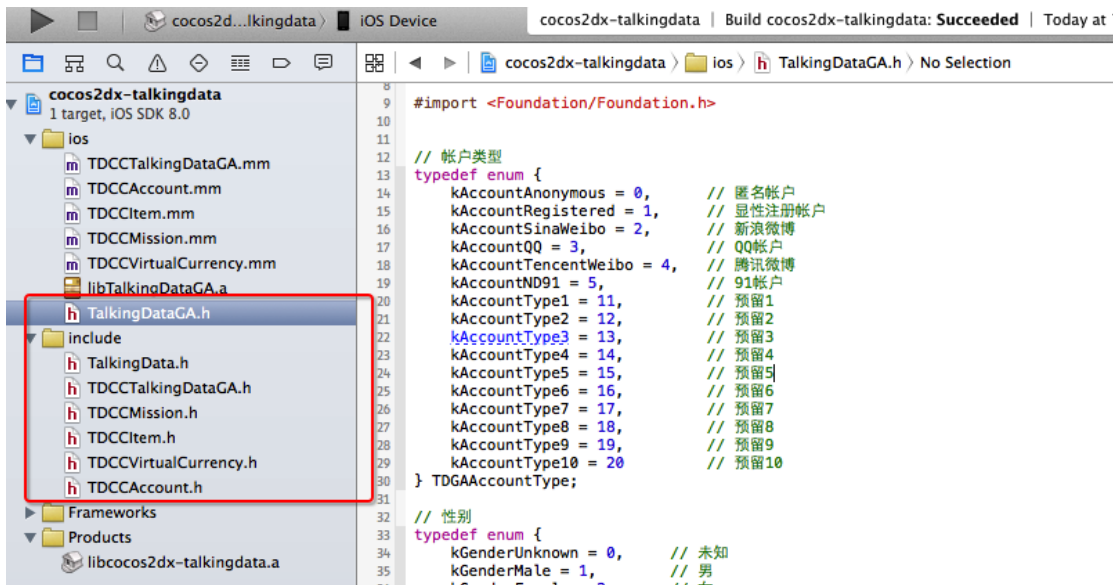 cocos2d...lkingdata 〉 iOS Device
cocos2dx-talkingdata | Build cocos2dx-talkingdata: Succeeded | Today at
cocos2dx-talkingdata 〉 ios 〉 h TalkingDataGA.h 〉 No Selection
cocos2dx-talkingdata
1 target, iOS SDK 8.0
ios
m TDCCTalkingDataGA.mm
m TDCCAccount.mm
m TDCCItem.mm
m TDCCMission.mm
m TDCCVirtualCurrency.mm
libTalkingDataGA.a
h TalkingDataGA.h
include
h TalkingData.h
h TDCCTalkingDataGA.h
h TDCCMission.h
h TDCCItem.h
h TDCCVirtualCurrency.h
h TDCCAccount.h
Frameworks
Products
libcocos2dx-talkingdata.a
8
9 #import <Foundation/Foundation.h>
10
11
12 // 帐户类型
13 typedef enum {
14 kAccountAnonymous = 0, // 匿名帐户
15 kAccountRegistered = 1, // 显性注册帐户
16 kAccountSinaWeibo = 2, // 新浪微博
17 kAccountQQ = 3, // QQ帐户
18 kAccountTencentWeibo = 4, // 腾讯微博
19 kAccountND91 = 5, // 91帐户
20 kAccountType1 = 11, // 预留1
21 kAccountType2 = 12, // 预留2
22 kAccountType3 = 13, // 预留3
23 kAccountType4 = 14, // 预留4
24 kAccountType5 = 15, // 预留5
25 kAccountType6 = 16, // 预留6
26 kAccountType7 = 17, // 预留7
27 kAccountType8 = 18, // 预留8
28 kAccountType9 = 19, // 预留9
29 kAccountType10 = 20 // 预留10
30 } TDGAAccountType;
31
32 // 性别
33 typedef enum {
34 kGenderUnknown = 0, // 未知
35 kGenderMale = 1, // 男